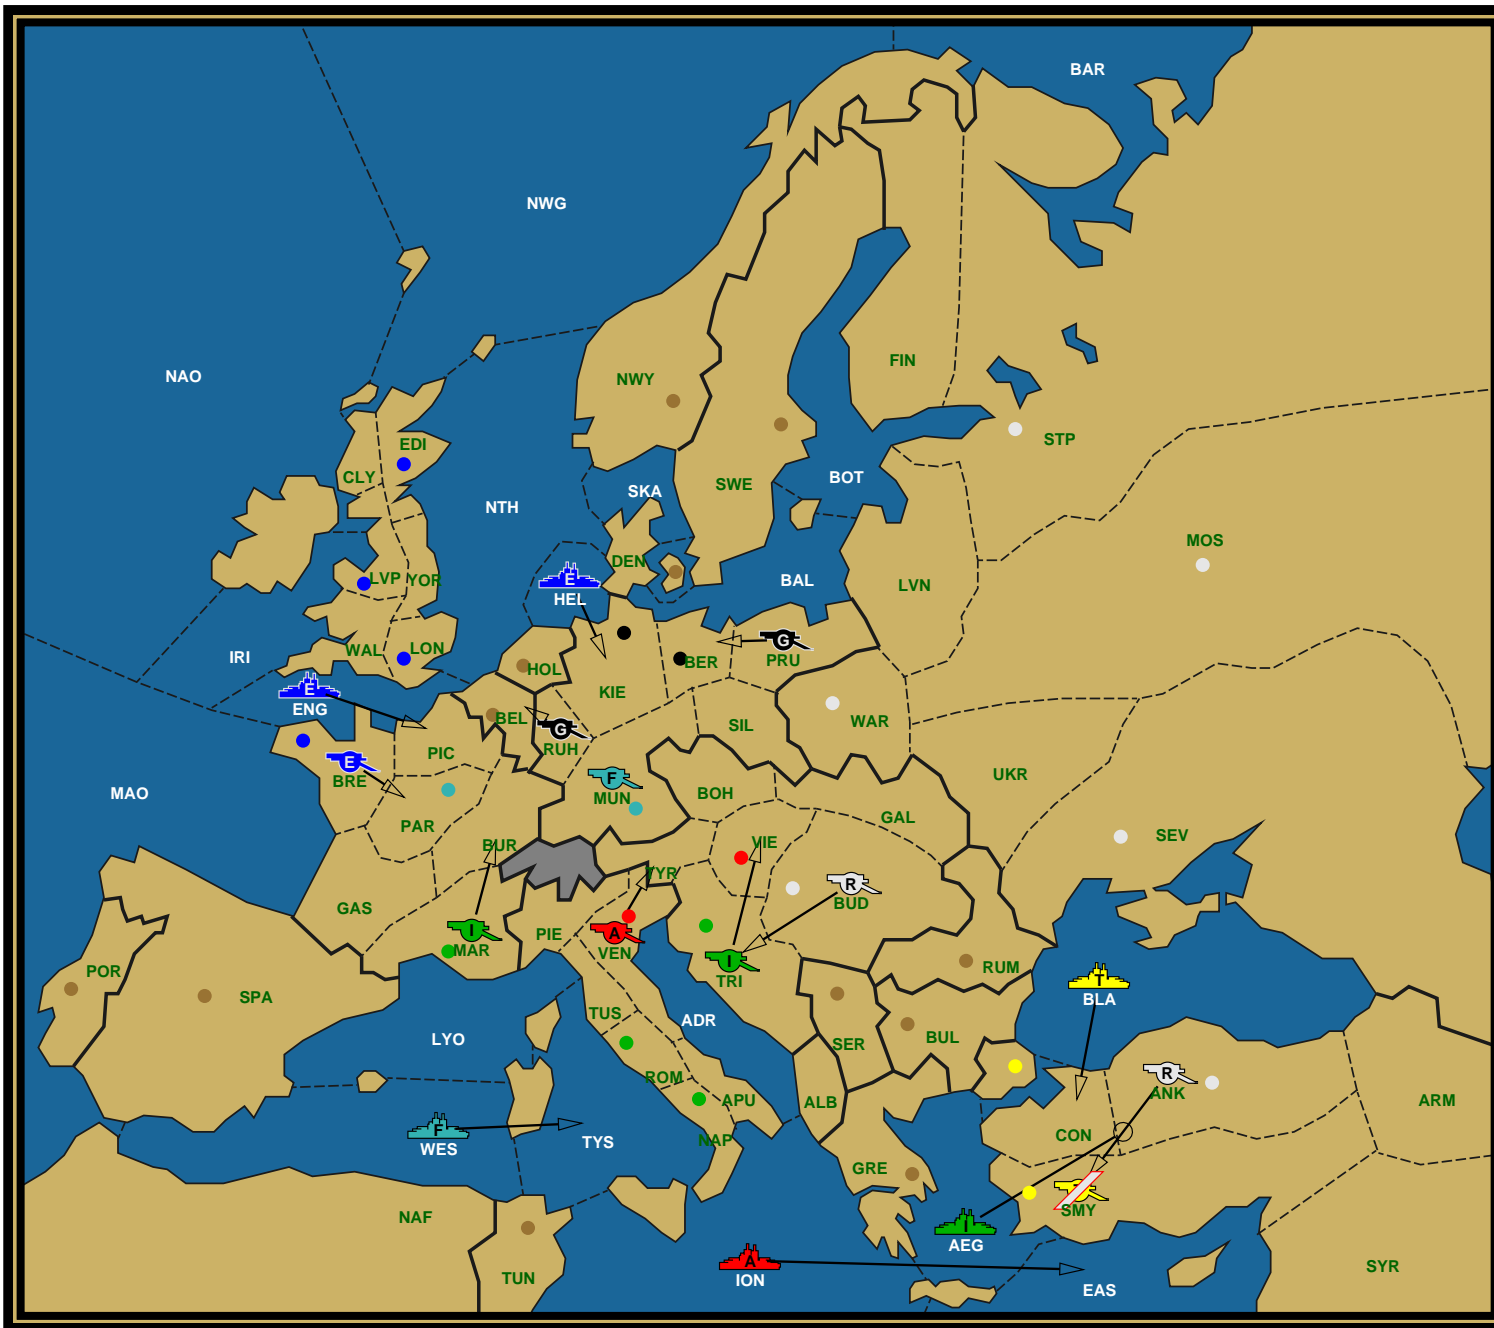 BAR
NWG
NAO
FIN
NWY
EDI
STP
CLY
BOT
SWE
SKA
NTH
MOS
DEN
E
HEL
BAL
LVP YOR
LVN
G
PRU
WAL
LON
IRI
BER
HOL
KIE
E
ENG
BEL
WAR
SIL
G
RUH
PIC
E
BRE
F
MUN
UKR
MAO
BOH
PAR
GAL
SEV
BUR
VIE
TYR
R
BUD
GAS
I
MAR
PIE
A
VEN
I
TRI
RUM
POR
SPA
T
BLA
TUS
ADR
LYO
BUL
SER
R
ANK
ROM
APU
ALB
ARM
F
WES
TYS
NAP
CON
GRE
T
SMY
NAF
I
AEG
A
ION
TUN
EAS
SYR